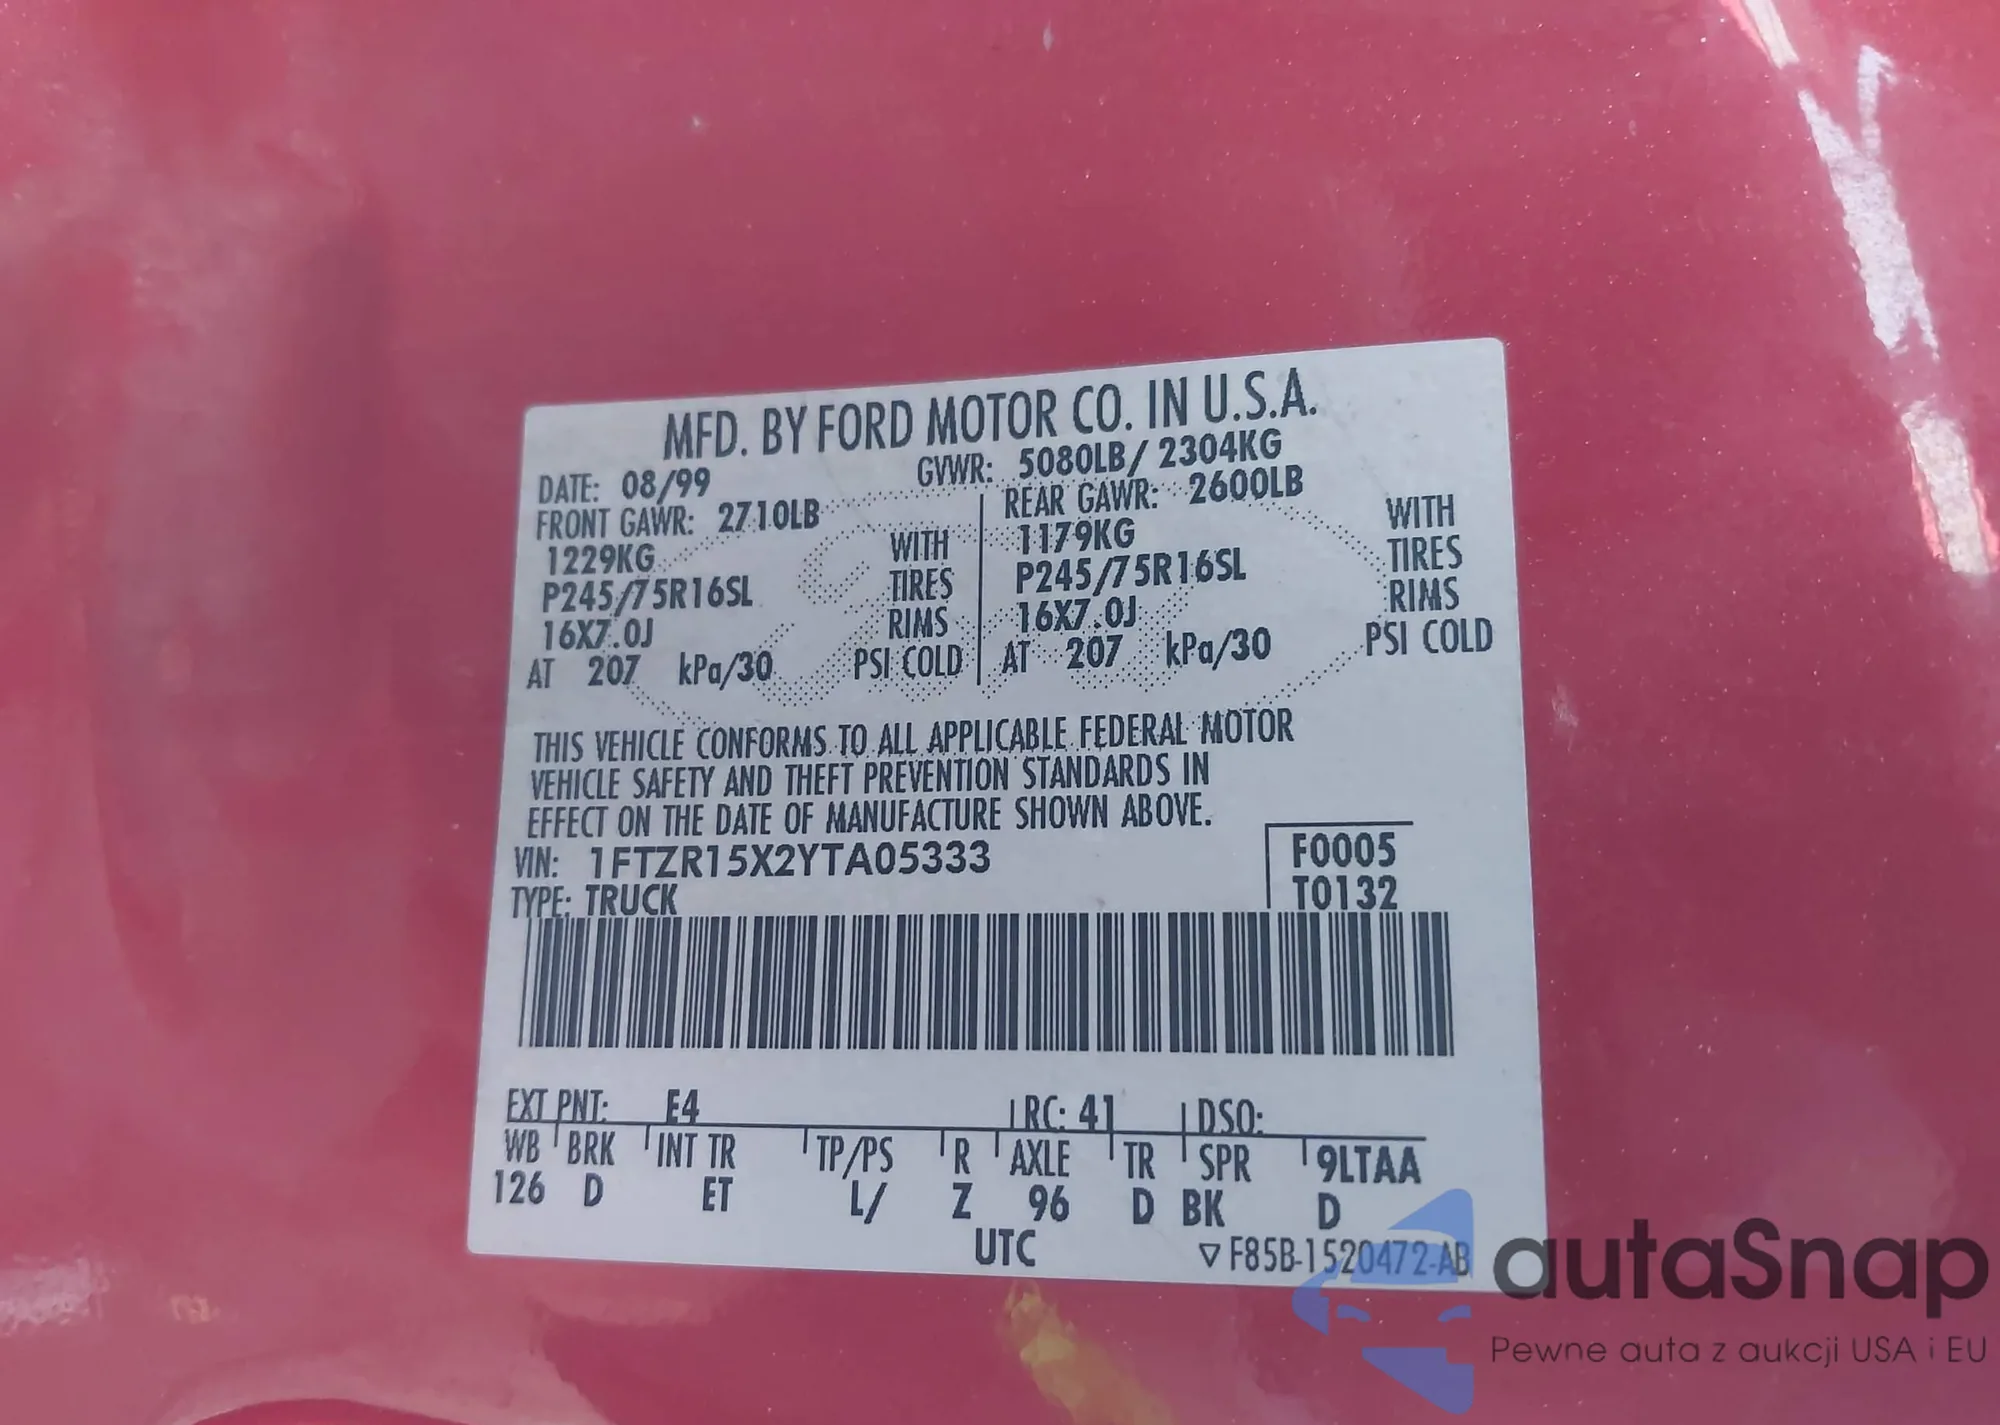 MFD. BY FORD MOTOR CO. IN U.S.A.
DATE: 08/99 GVWR: 5080LB/ 2304KG
FRONT GAWR: 2710LB REAR GAWR: 2600LB
1229KG WITH 1179KG WITH
P245/75R16SL TIRES P245/75R16SL TIRES
16X7.0J RIMS 16X7.0J RIMS
AT 207 kPa/30 PSI COLD AT 207 kPa/30 PSI COLD
THIS VEHICLE CONFORMS TO ALL APPLICABLE FEDERAL MOTOR
VEHICLE SAFETY AND THEFT PREVENTION STANDARDS IN
EFFECT ON THE DATE OF MANUFACTURE SHOWN ABOVE.
VIN: 1FTZR15X2YTA05333 F0005
TYPE: TRUCK T0132
EXT PNT: E4 RC: 41 DSO:
WB BRK INT TR TP/PS R AXLE TR SPR 9LTAA
126 D ET L/ Z 96 D BK D
UTC ▽ F85B-1520472-AB
autaSnap
Pewne auta z aukcji USA i EU